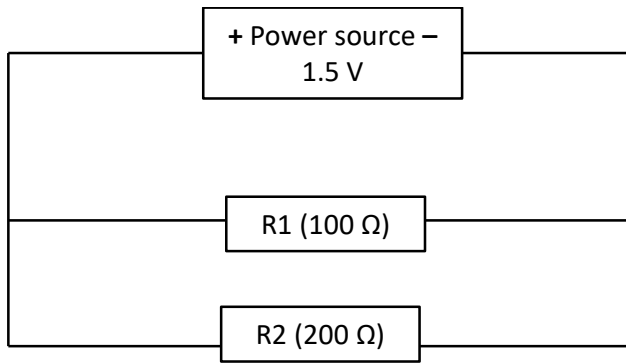 + Power source –
1.5 V
R1 (100 Ω)
R2 (200 Ω)